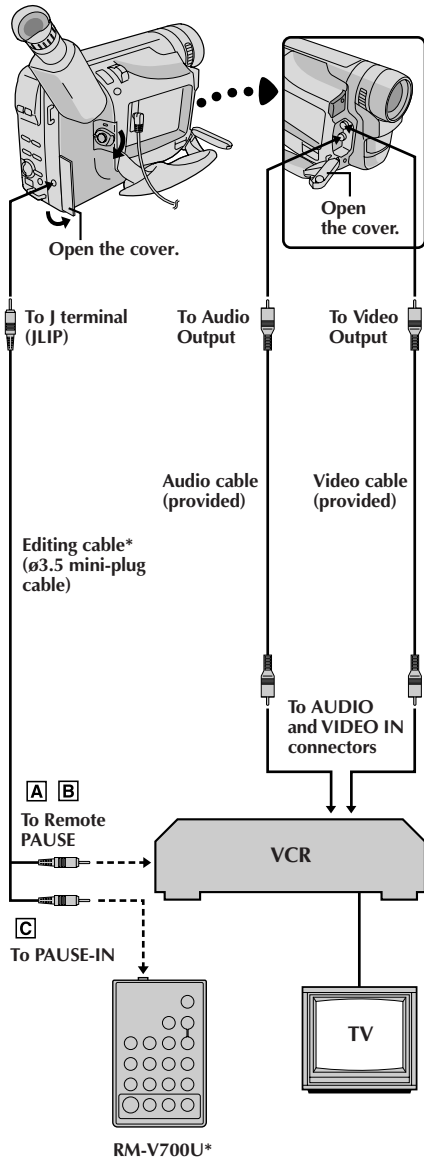 Open the cover.
Open
the cover.
To J terminal
(JLIP)
To Audio
Output
To Video
Output
Audio cable
(provided)
Video cable
(provided)
Editing cable*
(ø3.5 mini-plug
cable)
To AUDIO
and VIDEO IN
connectors
A B
To Remote
PAUSE
VCR
C
To PAUSE-IN
TV
RM-V700U*